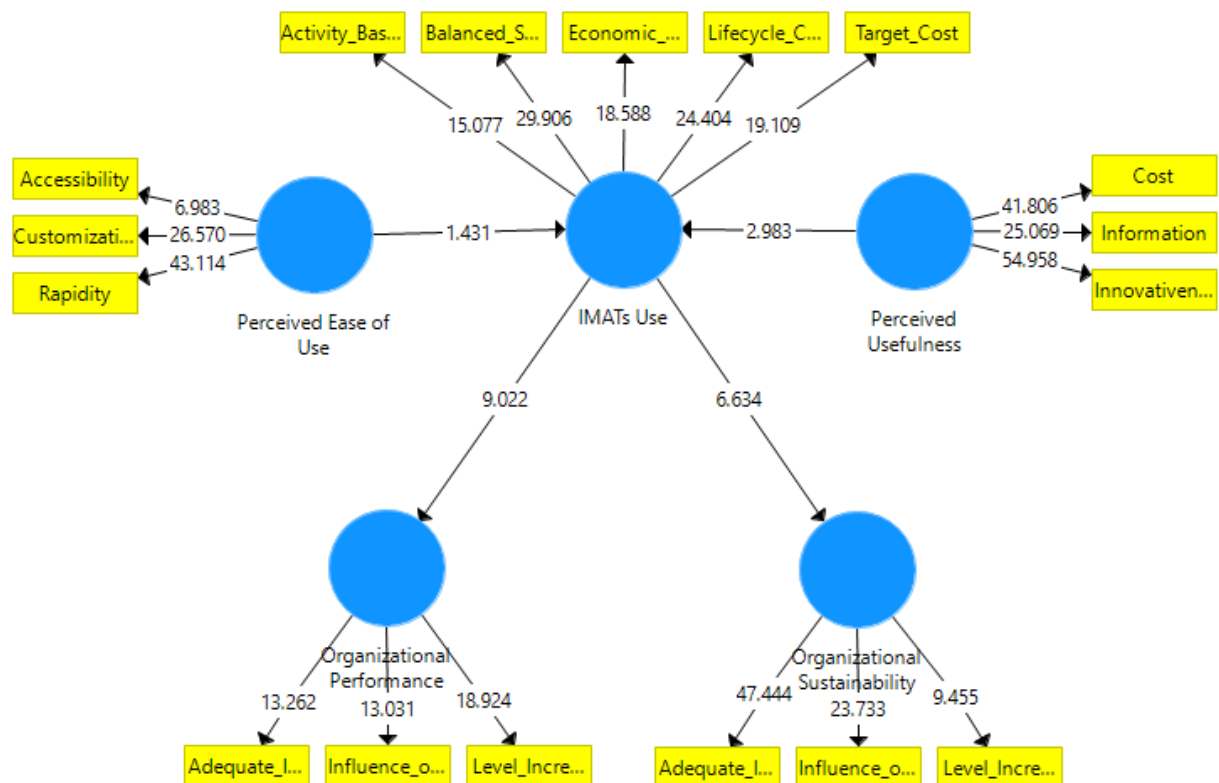 Activity_Bas...
Balanced_S...
Economic_...
Lifecycle_C...
Target_Cost
15.077
29.906
18.588
24.404
19.109
Accessibility
Customizati...
Rapidity
6.983
26.570
43.114
1.431
2.983
41.806
25.069
54.958
Cost
Information
Innovativen...
Perceived Ease of
Use
IMATs Use
Perceived
Usefulness
9.022
6.634
Organizational
Performance
Organizational
Sustainability
13.262
13.031
18.924
47.444
23.733
9.455
Adequate_I...
Influence_o...
Level_Incre...
Adequate_I...
Influence_o...
Level_Incre...